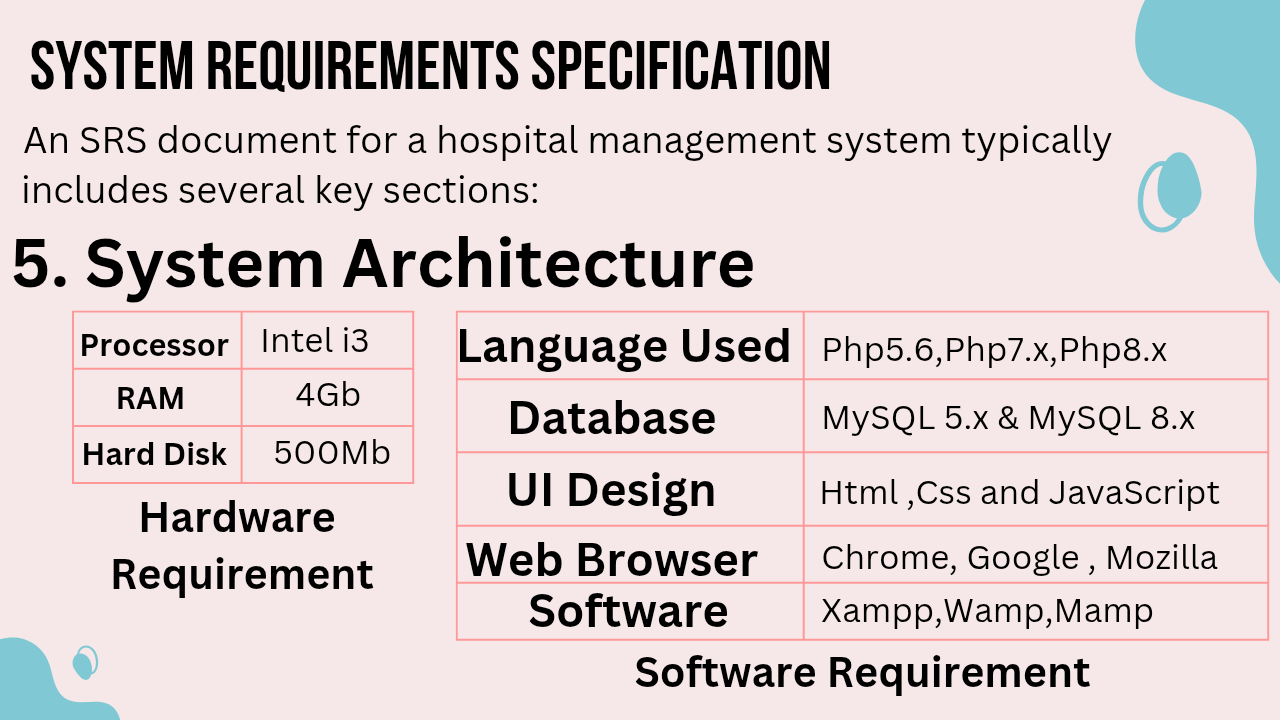 SYSTEM REQUIREMENTS SPECIFICATION
An SRS document for a hospital management system typically
includes several key sections:
5. System Architecture
Processor Intel i3
RAM 4Gb
Hard Disk 500Mb
Hardware
Requirement
Language Used Php5.6,Php7.x,Php8.x
Database MySQL 5.x & MySQL 8.x
UI Design Html ,Css and JavaScript
Web Browser Chrome, Google , Mozilla
Software Xampp,Wamp,Mamp
Software Requirement